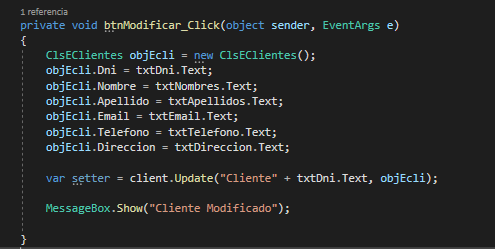 1 referencia
private void btnModificar_Click(object sender, EventArgs e)
{
ClsEClientes objEcli = new ClsEClientes();
objEcli.Dni = txtDni.Text;
objEcli.Nombre = txtNombres.Text;
objEcli.Apellido = txtApellidos.Text;
objEcli.Email = txtEmail.Text;
objEcli.Telefono = txtTelefono.Text;
objEcli.Direccion = txtDireccion.Text;
var setter = client.Update("Cliente" + txtDni.Text, objEcli);
MessageBox.Show("Cliente Modificado");
}